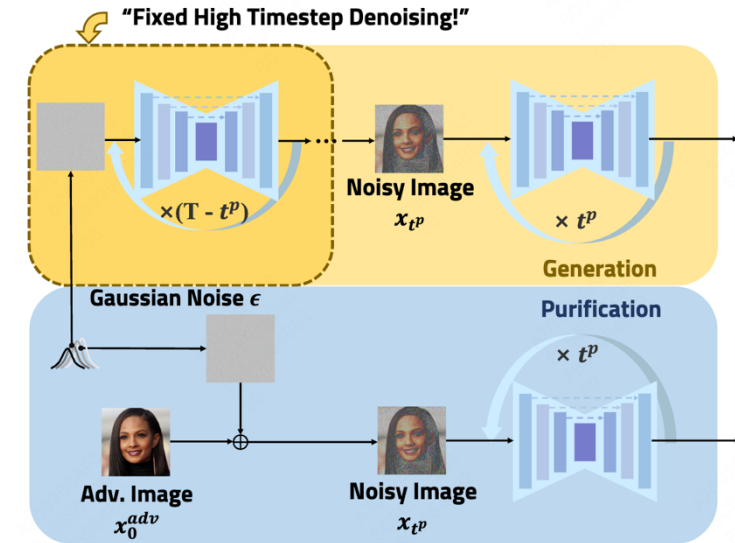 “Fixed High Timestep Denoising!”
×(T - t^p)
Noisy Image
x_{t^p}
× t^p
Generation
Gaussian Noise ϵ
Purification
× t^p
Adv. Image
x_0^{adv}
Noisy Image
x_{t^p}